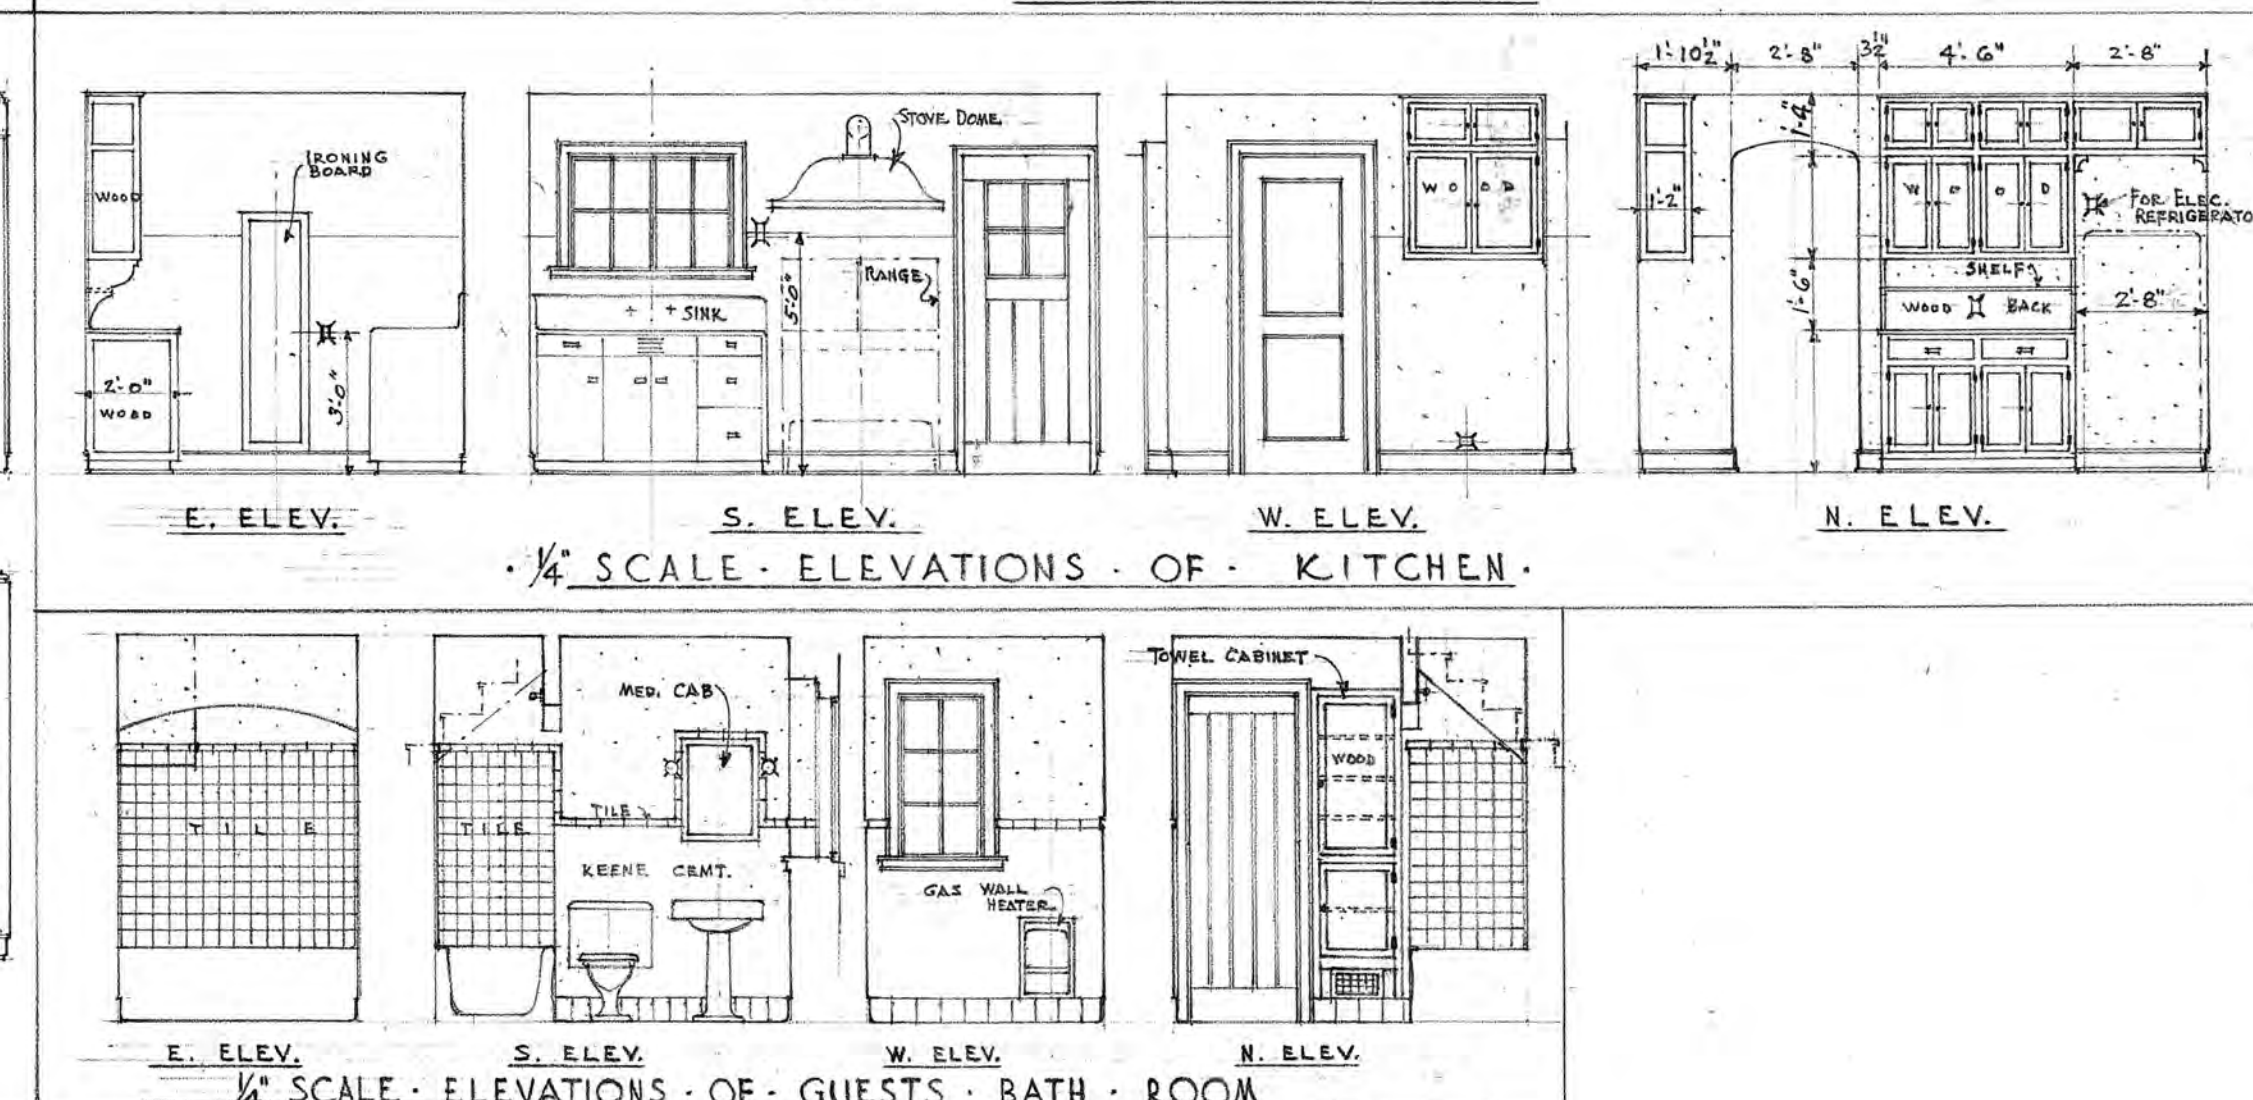 1'-10½"
2'-8"
3½"
4'-6"
2'-8"
IRONING
BOARD
WOOD
2'-0"
WOOD
3'-0"
STOVE DOME
RANGE
+ + SINK
5'-0"
WOOD
1'-4"
1'-2"
WOOD
FOR ELEC.
REFRIGERATO
SHELF
WOOD BACK
1'-6"
2'-8"
E. ELEV.
S. ELEV.
W. ELEV.
N. ELEV.
· ¼" SCALE · ELEVATIONS · OF · KITCHEN ·
TILE
MED. CAB
TILE
TILE
KEENE CEMT.
GAS WALL
HEATER
TOWEL CABINET
WOOD
E. ELEV.
S. ELEV.
W. ELEV.
N. ELEV.
¼" SCALE · ELEVATIONS · OF · GUESTS · BATH · ROOM